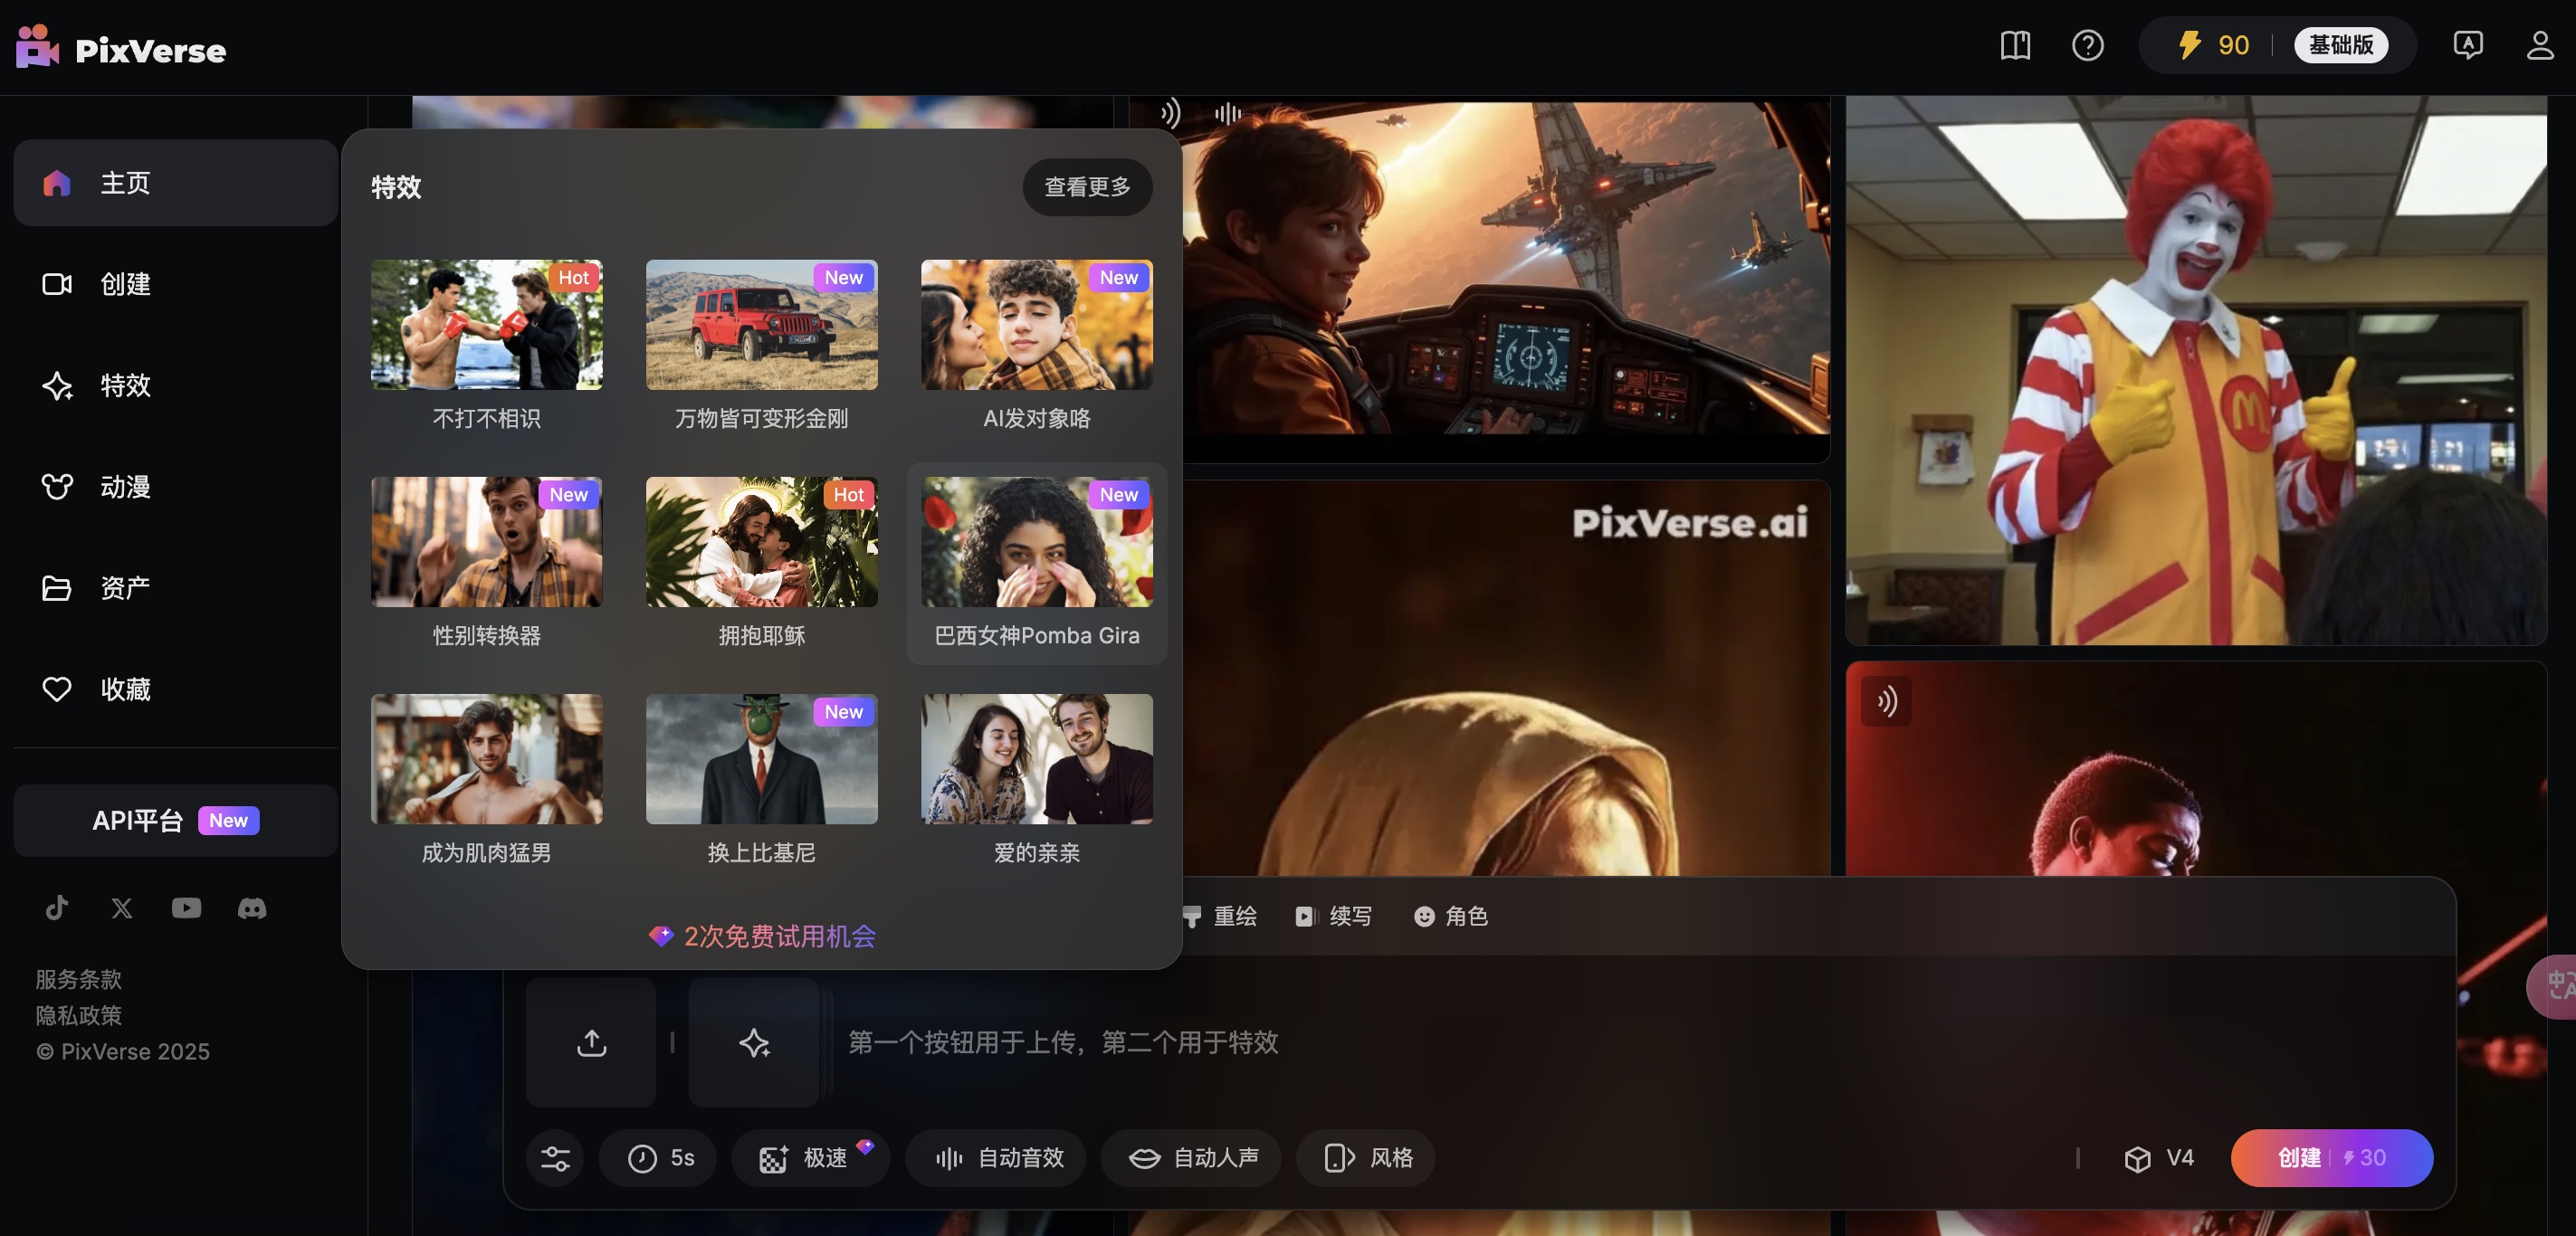 PixVerse
90
基础版
主页
创建
特效
动漫
资产
收藏
API平台 New
服务条款
隐私政策
© PixVerse 2025
特效
查看更多
Hot
New
New
不打不相识
万物皆可变形金刚
AI发对象咯
New
Hot
New
性别转换器
拥抱耶稣
巴西女神Pomba Gira
New
成为肌肉猛男
换上比基尼
爱的亲亲
2次免费试用机会
PixVerse.ai
重绘
续写
角色
第一个按钮用于上传，第二个用于特效
5s
极速
自动音效
自动人声
风格
V4
创建 30
中A